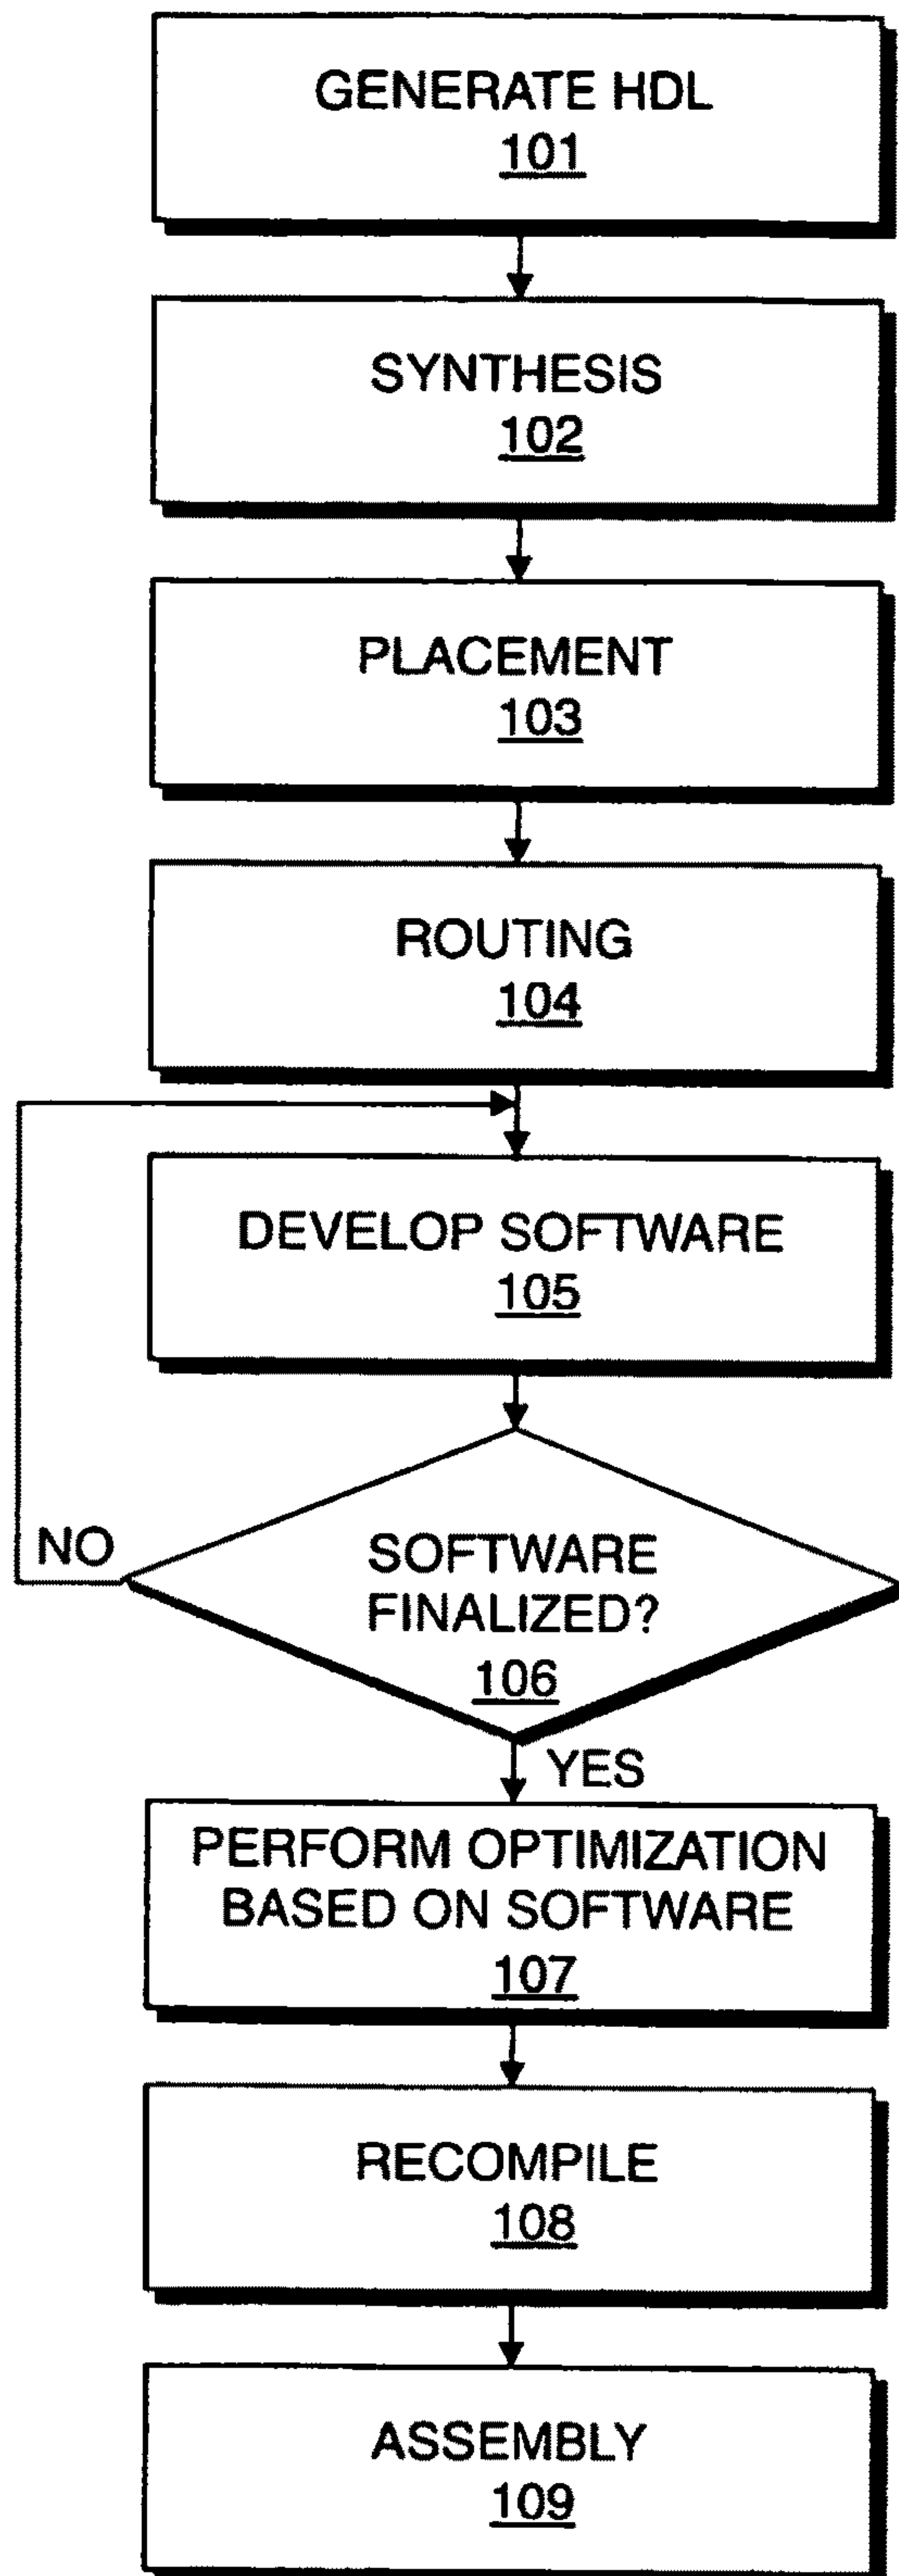 GENERATE HDL
101
SYNTHESIS
102
PLACEMENT
103
ROUTING
104
DEVELOP SOFTWARE
105
NO
SOFTWARE
FINALIZED?
106
YES
PERFORM OPTIMIZATION
BASED ON SOFTWARE
107
RECOMPILE
108
ASSEMBLY
109